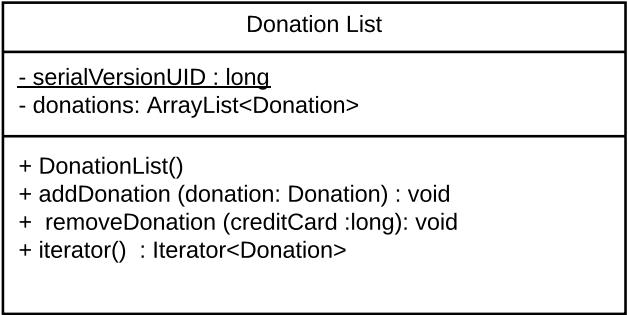 Donation List
- serialVersionUID : long
- donations: ArrayList<Donation>
+ DonationList()
+ addDonation (donation: Donation) : void
+  removeDonation (creditCard :long): void
+ iterator()  : Iterator<Donation>